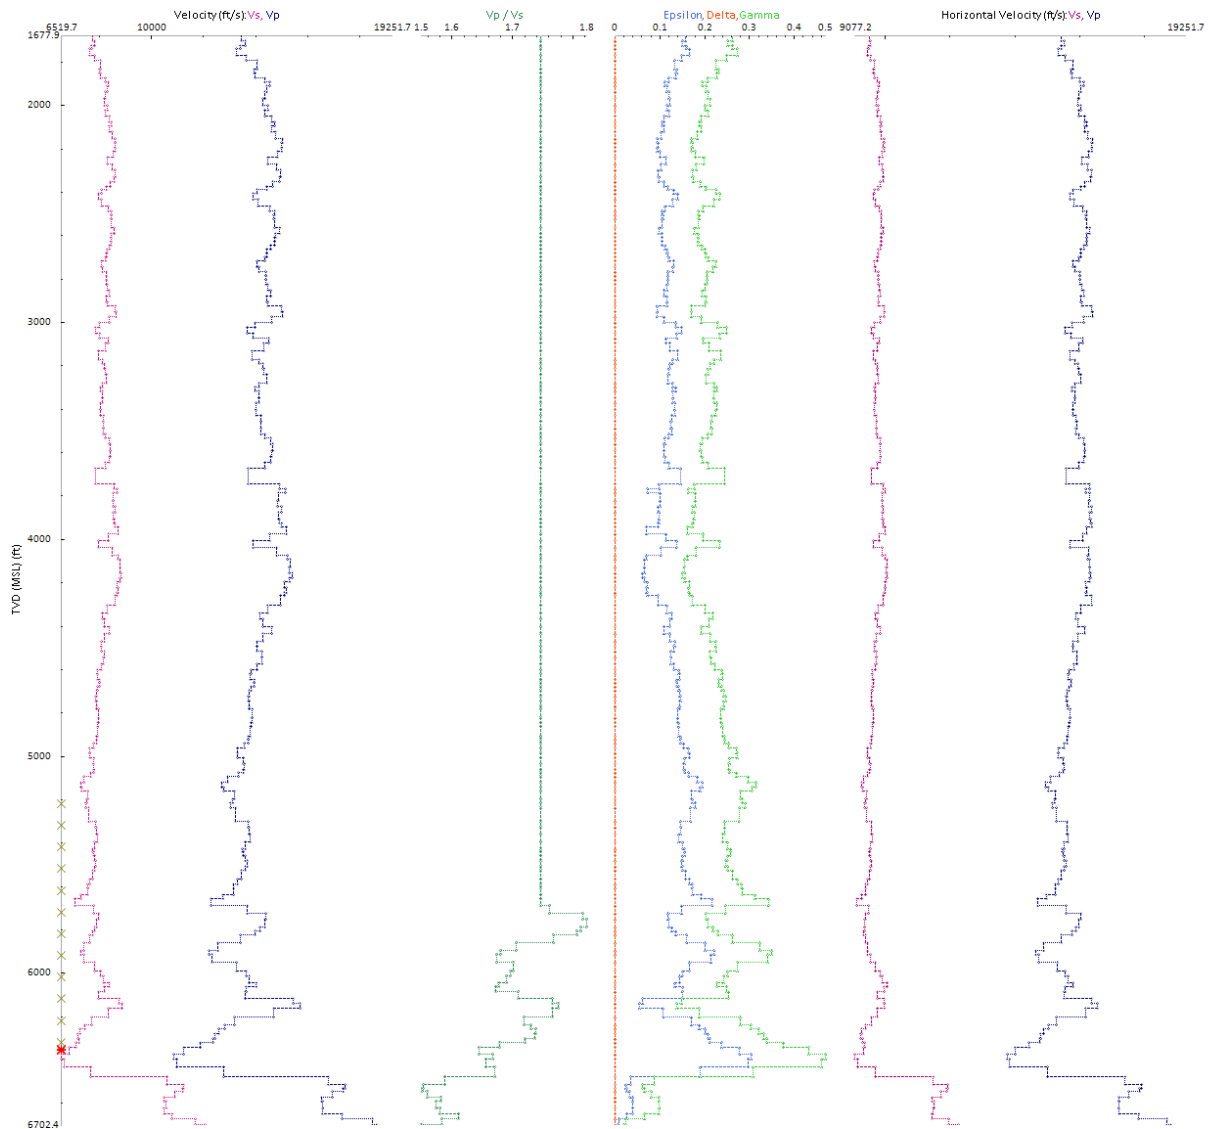 Velocity (ft/s):Vs, Vp
Vp / Vs
Epsilon, Delta, Gamma
Horizontal Velocity (ft/s):Vs, Vp
6519.7 10000 19251.7
1.5 1.6 1.7 1.8
0 0.1 0.2 0.3 0.4 0.5
9077.2 19251.7
1677.9
2000
3000
4000
TVD (MSL) (ft)
5000
6000
6702.4